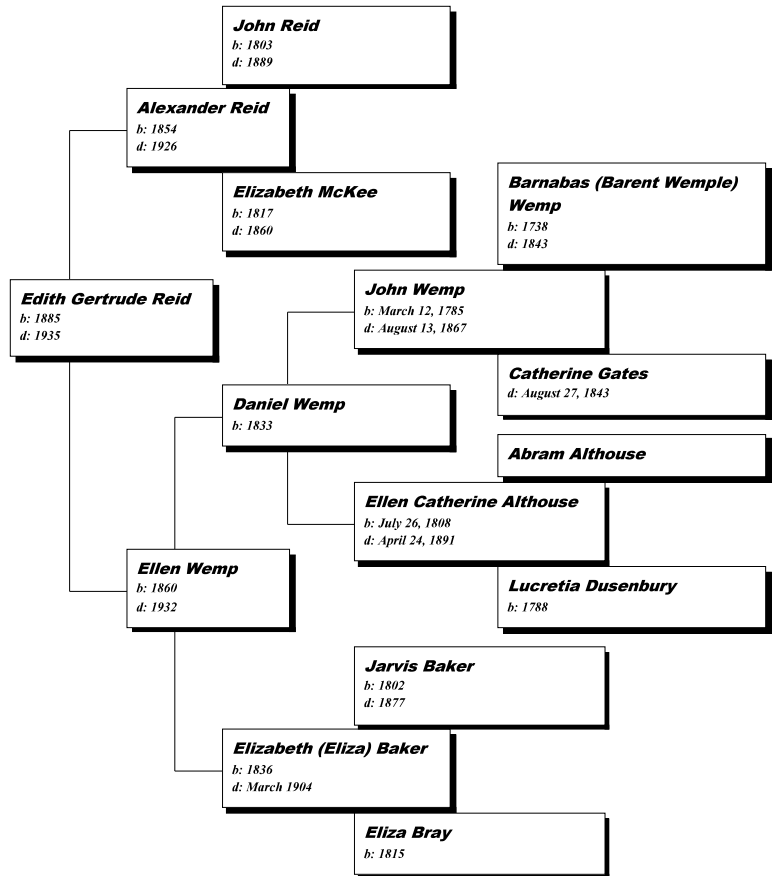 John Reid
b: 1803
d: 1889
Alexander Reid
b: 1854
d: 1926
Elizabeth McKee
b: 1817
d: 1860
Barnabas (Barent Wemple)
Wemp
b: 1738
d: 1843
Edith Gertrude Reid
b: 1885
d: 1935
John Wemp
b: March 12, 1785
d: August 13, 1867
Catherine Gates
d: August 27, 1843
Daniel Wemp
b: 1833
Abram Althouse
Ellen Catherine Althouse
b: July 26, 1808
d: April 24, 1891
Ellen Wemp
b: 1860
d: 1932
Lucretia Dusenbury
b: 1788
Jarvis Baker
b: 1802
d: 1877
Elizabeth (Eliza) Baker
b: 1836
d: March 1904
Eliza Bray
b: 1815